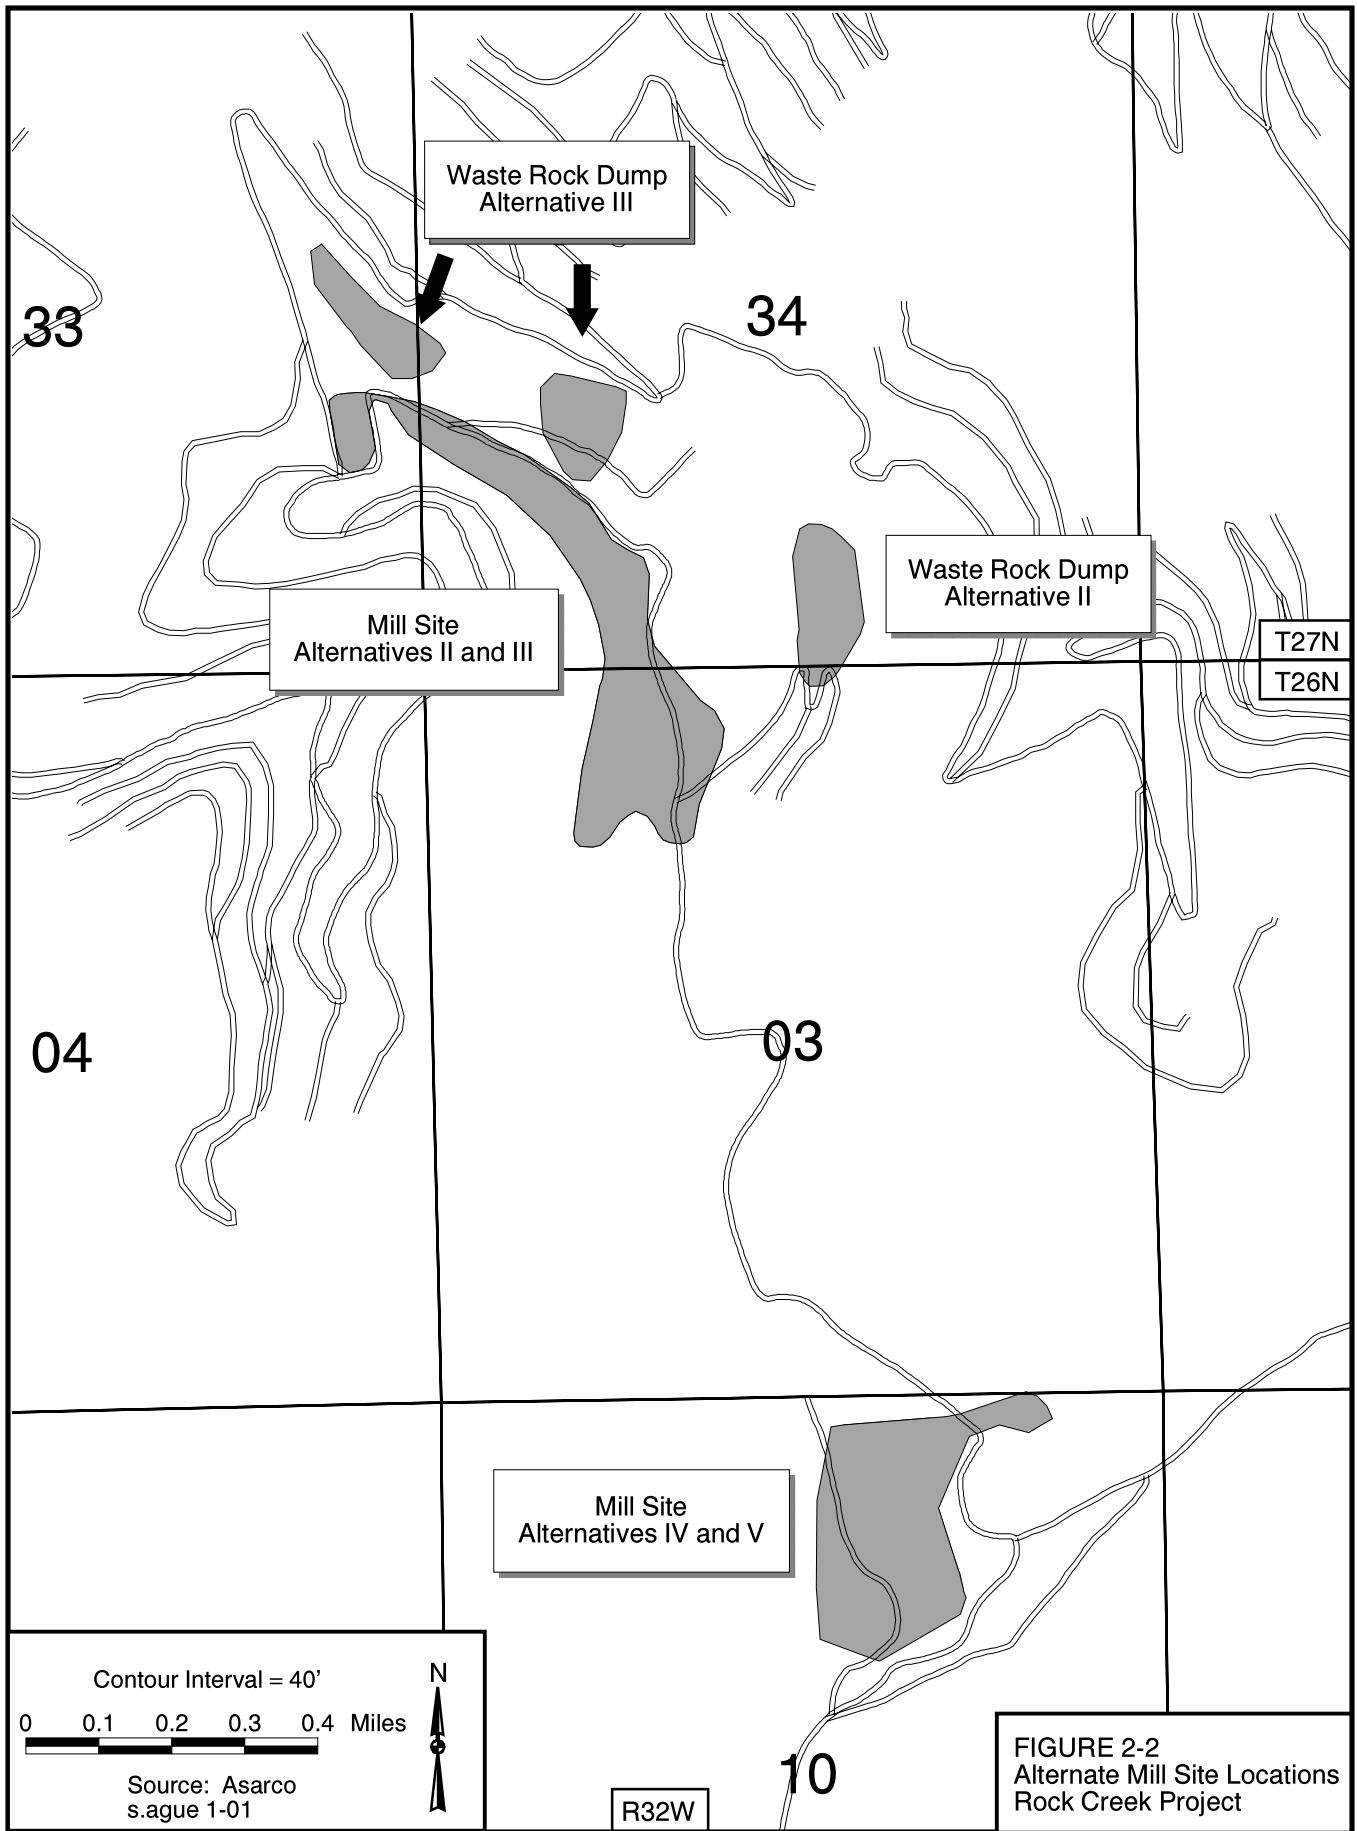 Waste Rock Dump
Alternative III
33
34
Waste Rock Dump
Alternative II
Mill Site
Alternatives II and III
T27N
T26N
04
03
Mill Site
Alternatives IV and V
Contour Interval = 40'
N
0 0.1 0.2 0.3 0.4 Miles
Source: Asarco
s.ague 1-01
10
R32W
FIGURE 2-2
Alternate Mill Site Locations
Rock Creek Project